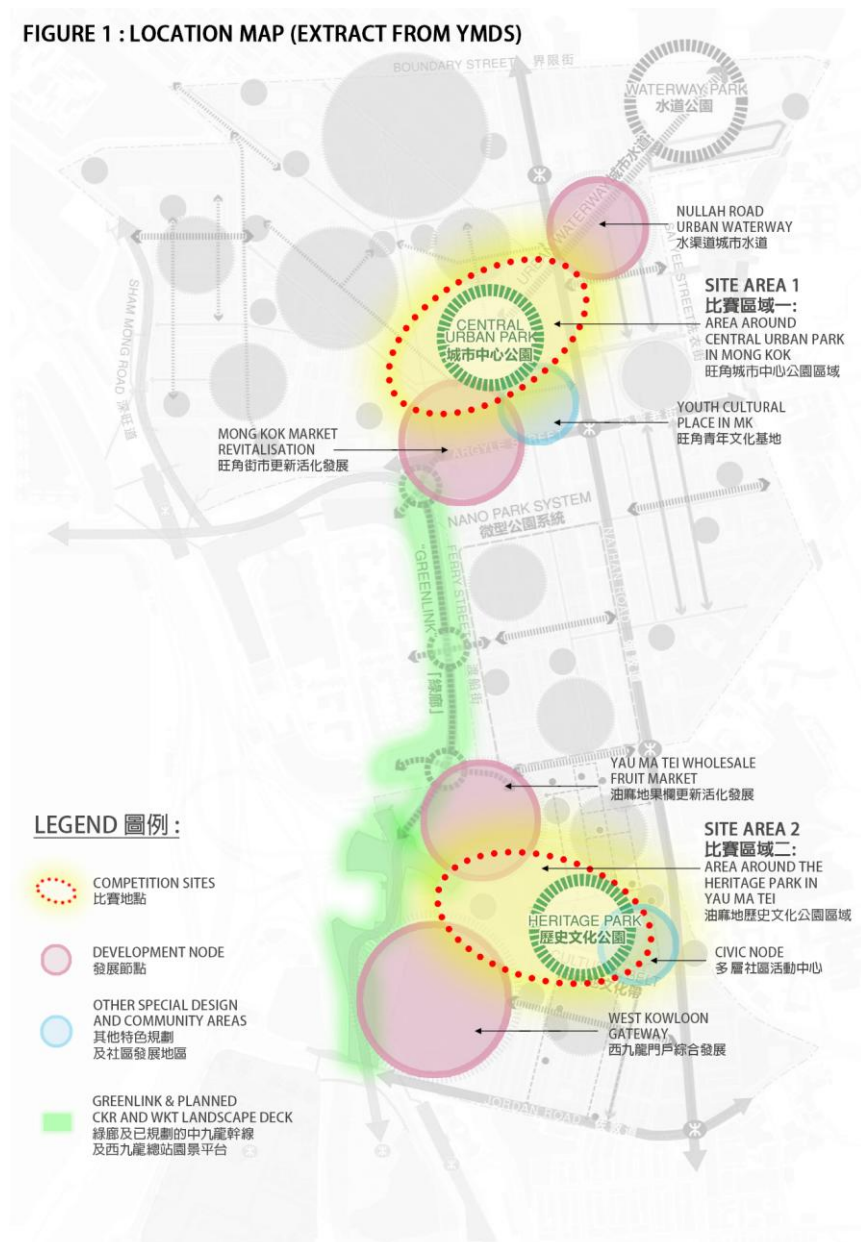 FIGURE 1 : LOCATION MAP (EXTRACT FROM YMDS)
BOUNDARY STREET 界限街
WATERWAY PARK
水道公園
URBAN WATERWAY 城市水道
NULLAH ROAD
URBAN WATERWAY
水渠道城市水道
SITE AREA 1
比賽區域一:
AREA AROUND
CENTRAL URBAN PARK
IN MONG KOK
旺角城市中心公園區域
SHAM MONG ROAD 深旺道
CENTRAL
URBAN PARK
城市中心公園
YOUTH CULTURAL
PLACE IN MK
旺角青年文化基地
MONG KOK MARKET
REVITALISATION
旺角街市更新活化發展
ARGYLE STREET
NANO PARK SYSTEM
微型公園系統
"GREENLINK"
「綠廊」
FERRY STREET 渡船街
NATHAN ROAD
YAU MA TEI WHOLESALE
FRUIT MARKET
油麻地果欄更新活化發展
SITE AREA 2
比賽區域二:
AREA AROUND THE
HERITAGE PARK IN
YAU MA TEI
油麻地歷史文化公園區域
HERITAGE PARK
歷史文化公園
CIVIC NODE
多層社區活動中心
WEST KOWLOON
GATEWAY
西九龍門戶綜合發展
JORDAN ROAD
LEGEND 圖例 :
COMPETITION SITES
比賽地點
DEVELOPMENT NODE
發展節點
OTHER SPECIAL DESIGN
AND COMMUNITY AREAS
其他特色規劃
及社區發展地區
GREENLINK & PLANNED
CKR AND WKT LANDSCAPE DECK
綠廊及已規劃的中九龍幹線
及西九龍總站園景平台